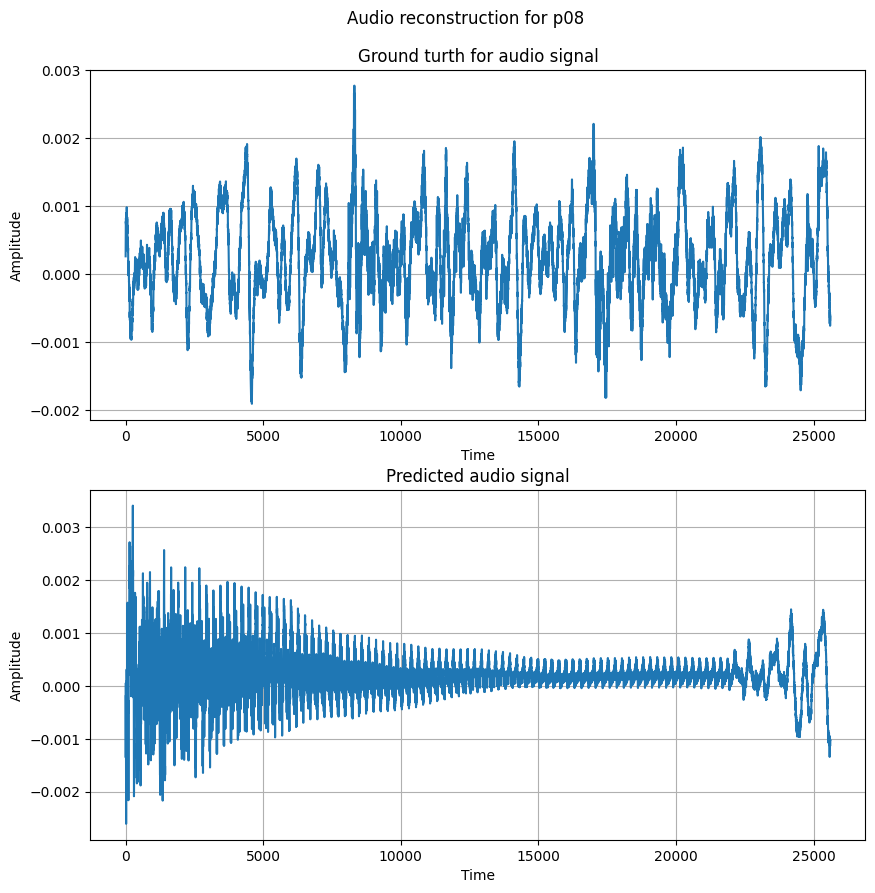 Audio reconstruction for p08
Ground turth for audio signal
0.003
0.002
0.001
0.000
−0.001
−0.002
Amplitude
0 5000 10000 15000 20000 25000
Time
Predicted audio signal
0.003
0.002
0.001
0.000
−0.001
−0.002
Amplitude
0 5000 10000 15000 20000 25000
Time